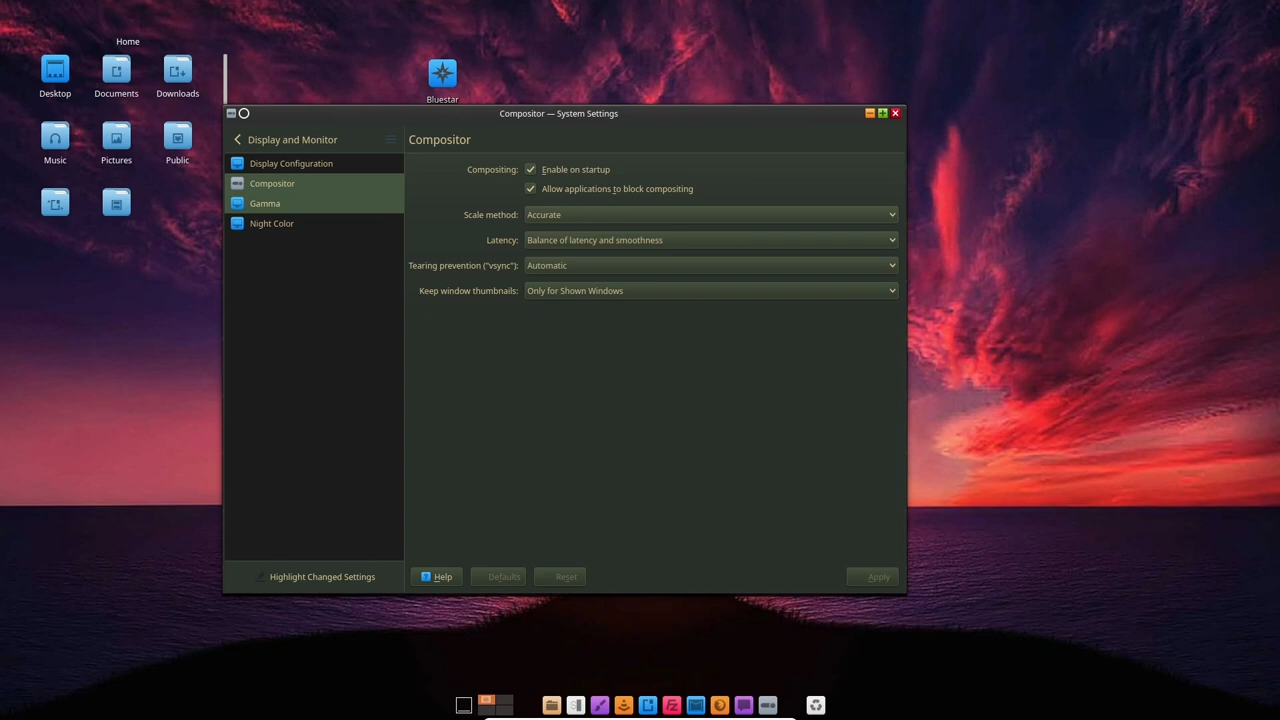 Home
Desktop
Documents
Downloads
Music
Pictures
Public
Bluestar
Compositor — System Settings
Display and Monitor
Display Configuration
Compositor
Gamma
Night Color
Highlight Changed Settings
Compositor
Compositing: Enable on startup
Allow applications to block compositing
Scale method: Accurate
Latency: Balance of latency and smoothness
Tearing prevention ("vsync"): Automatic
Keep window thumbnails: Only for Shown Windows
Help Defaults Reset Apply